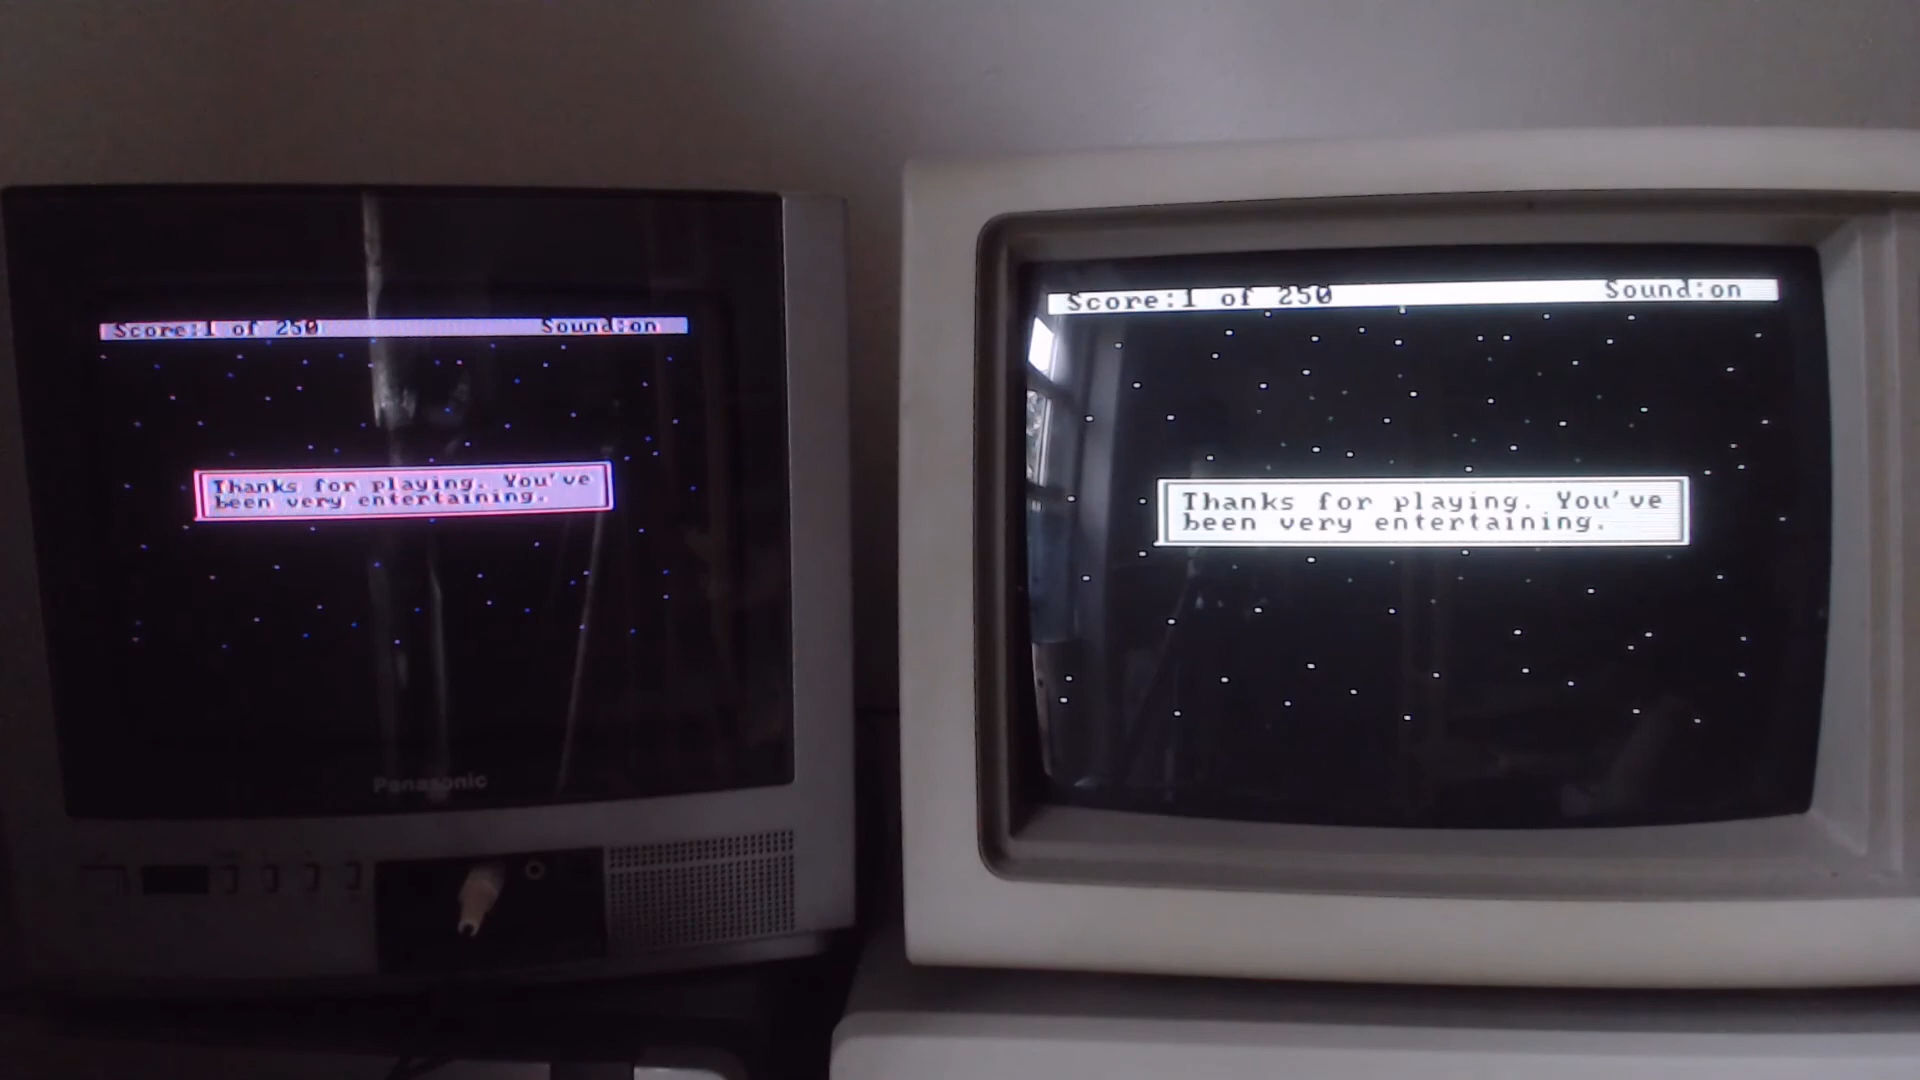 Score:1 of 250 Sound:on
Thanks for playing. You've
been very entertaining.
Panasonic
Score:1 of 250 Sound:on
Thanks for playing. You've
been very entertaining.